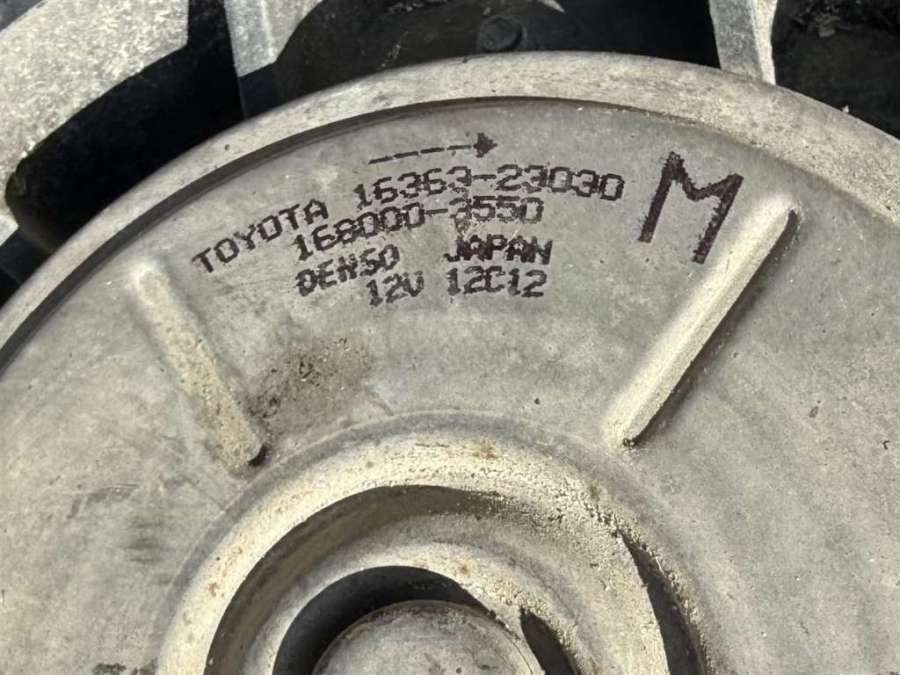 TOYOTA 16363-23030
168000-3550
DENSO JAPAN
12V 12C12
M